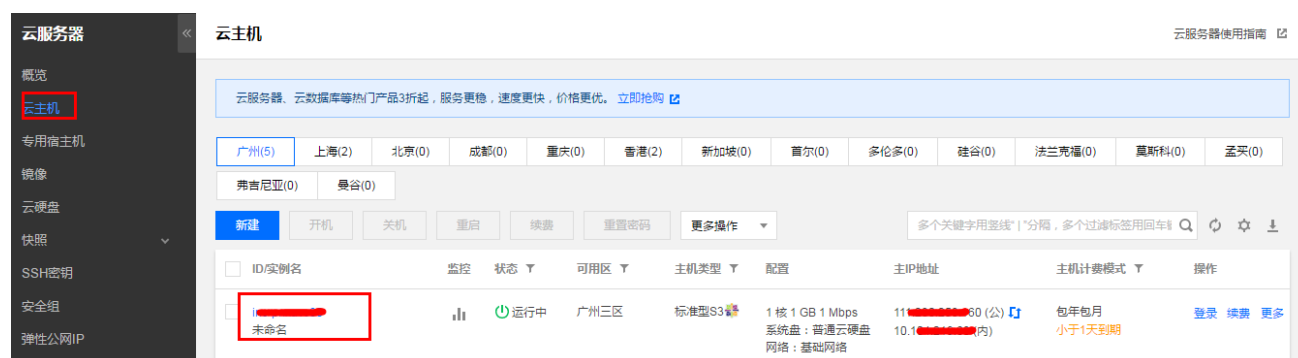 云服务器 «
云主机
云服务器使用指南
概览
云主机
专用宿主机
镜像
云硬盘
快照
SSH密钥
安全组
弹性公网IP
云服务器、云数据库等热门产品3折起，服务更稳，速度更快，价格更优。 立即抢购
广州(5) 上海(2) 北京(0) 成都(0) 重庆(0) 香港(2) 新加坡(0) 首尔(0) 多伦多(0) 硅谷(0) 法兰克福(0) 莫斯科(0) 孟买(0)
弗吉尼亚(0) 曼谷(0)
新建 开机 关机 重启 续费 重置密码 更多操作 多个关键字用竖线"|"分隔，多个过滤标签用回车
ID/实例名 监控 状态 可用区 主机类型 配置 主IP地址 主机计费模式 操作
运行中 广州三区 标准型S3 1 核 1 GB 1 Mbps (公) 包年包月 登录 续费 更多
未命名 系统盘：普通云硬盘 (内) 小于1天到期
网络：基础网络